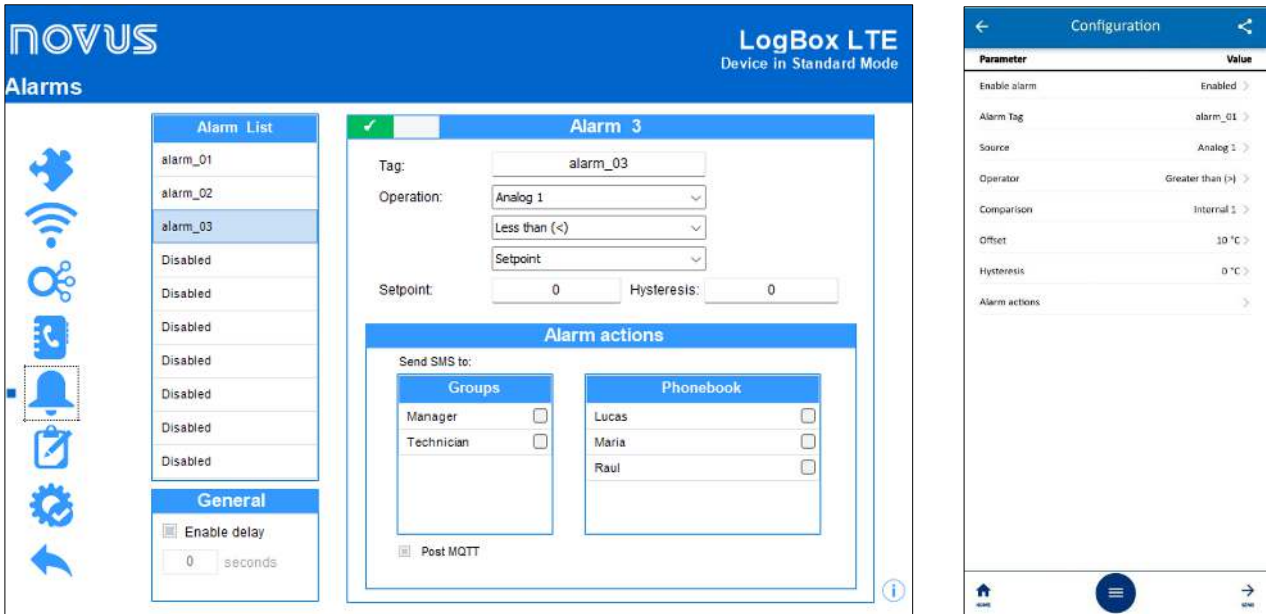 novus
LogBox LTE
Device in Standard Mode
Alarms
Alarm List
alarm_01
alarm_02
alarm_03
Disabled
Disabled
Disabled
Disabled
Disabled
Disabled
Disabled
General
Enable delay
0 seconds
Alarm 3
Tag: alarm_03
Operation: Analog 1
Less than (<)
Setpoint
Setpoint: 0 Hysteresis: 0
Alarm actions
Send SMS to:
Groups
Manager
Technician
Phonebook
Lucas
Maria
Raul
Post MQTT
Configuration
Parameter Value
Enable alarm Enabled
Alarm Tag alarm_01
Source Analog 1
Operator Greater than (>)
Comparison Internal 1
Offset 10 °C
Hysteresis 0 °C
Alarm actions
HOME
SEND